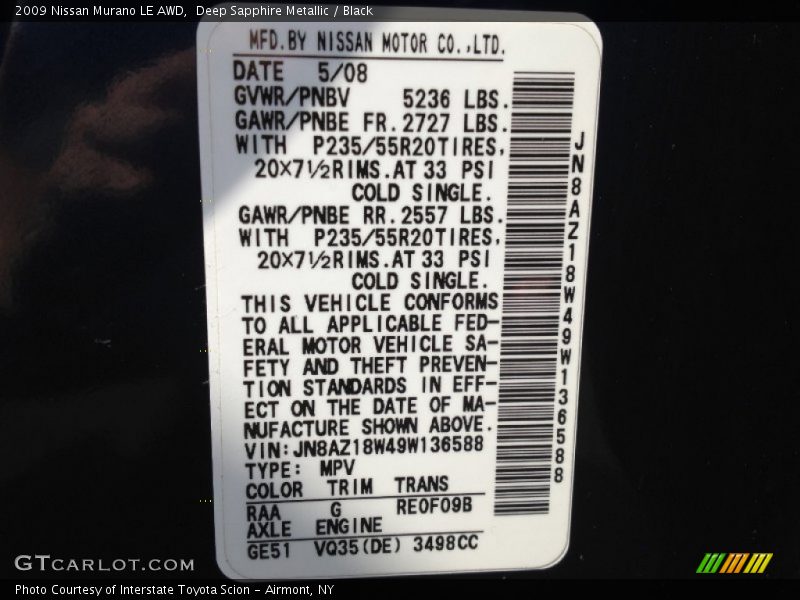 2009 Nissan Murano LE AWD,  Deep Sapphire Metallic / Black
MFD.BY NISSAN MOTOR CO.,LTD.
DATE 5/08
GVWR/PNBV 5236 LBS.
GAWR/PNBE FR. 2727 LBS.
WITH P235/55R20TIRES,
20X7½RIMS.AT 33 PSI
COLD SINGLE.
GAWR/PNBE RR. 2557 LBS.
WITH P235/55R20TIRES,
20X7½RIMS.AT 33 PSI
COLD SINGLE.
THIS VEHICLE CONFORMS
TO ALL APPLICABLE FED-
ERAL MOTOR VEHICLE SA-
FETY AND THEFT PREVEN-
TION STANDARDS IN EFF-
ECT ON THE DATE OF MA-
NUFACTURE SHOWN ABOVE.
VIN:JN8AZ18W49W136588
TYPE: MPV
COLOR TRIM TRANS
RAA G RE0F09B
AXLE ENGINE
GE51 VQ35(DE) 3498CC
JN8AZ18W49W136588
GTCARLOT.COM
Photo Courtesy of Interstate Toyota Scion - Airmont, NY